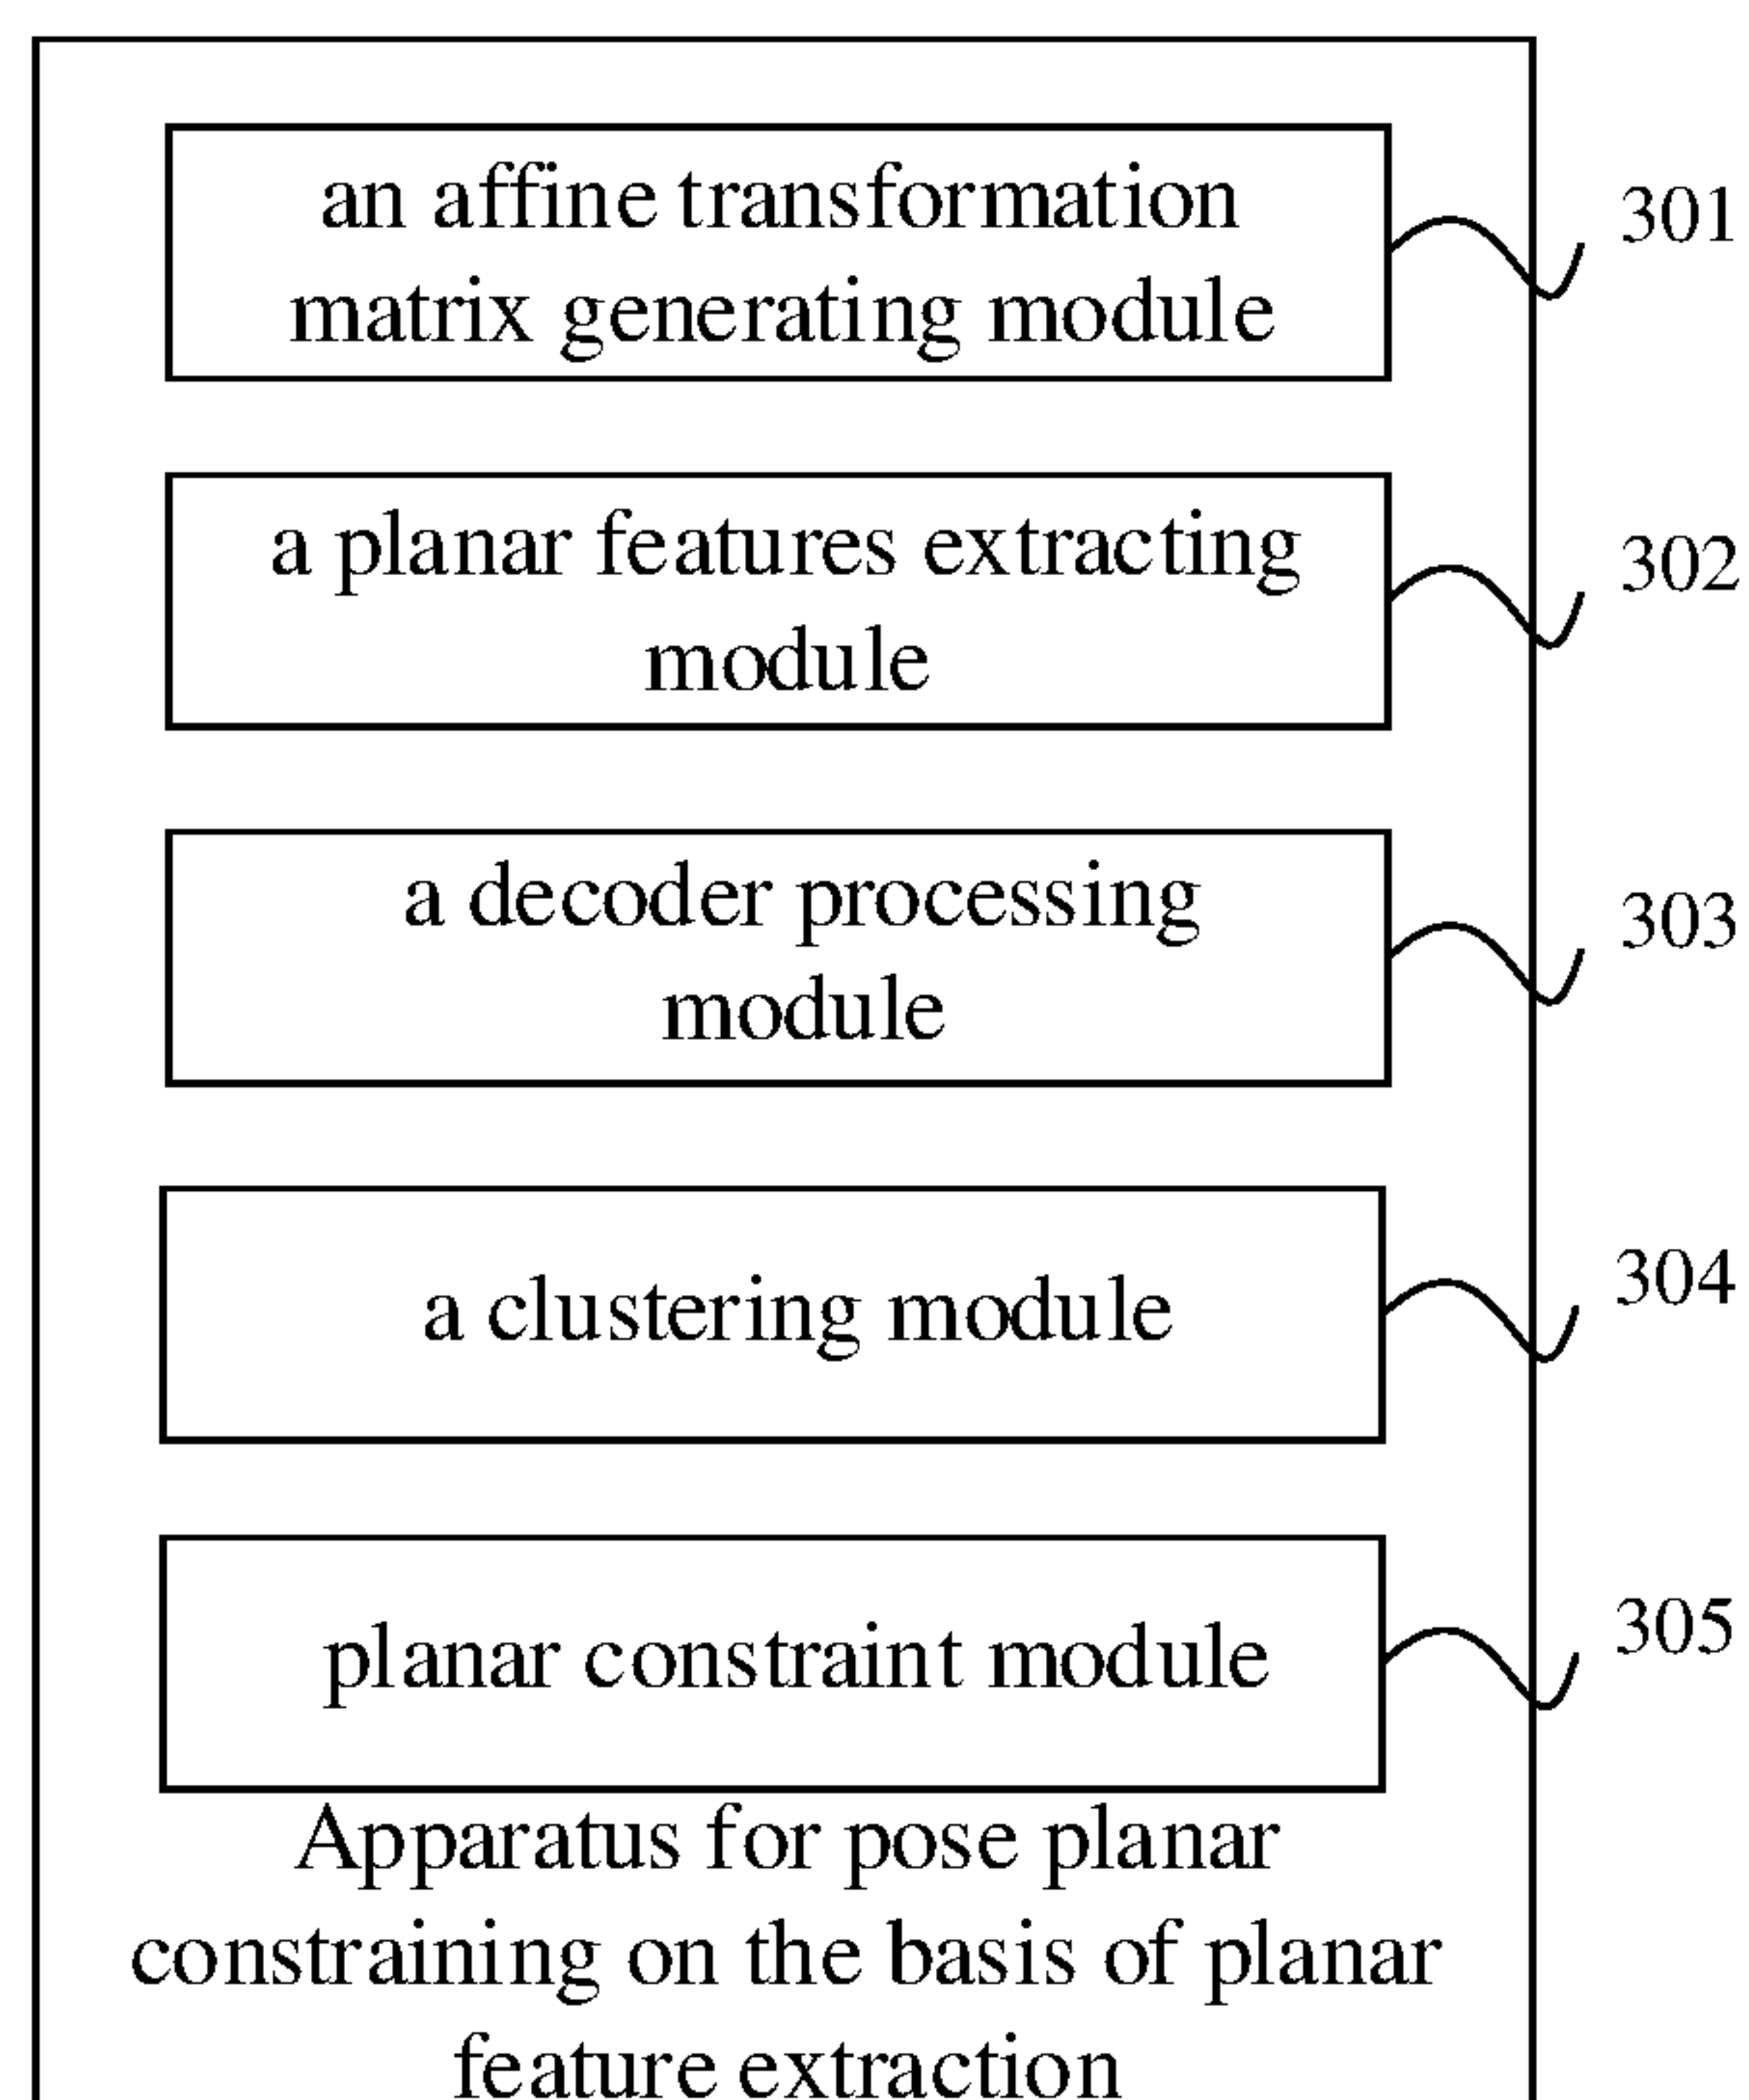 an affine transformation
matrix generating module
301
a planar features extracting
module
302
a decoder processing
module
303
a clustering module
304
planar constraint module
305
Apparatus for pose planar
constraining on the basis of planar
feature extraction